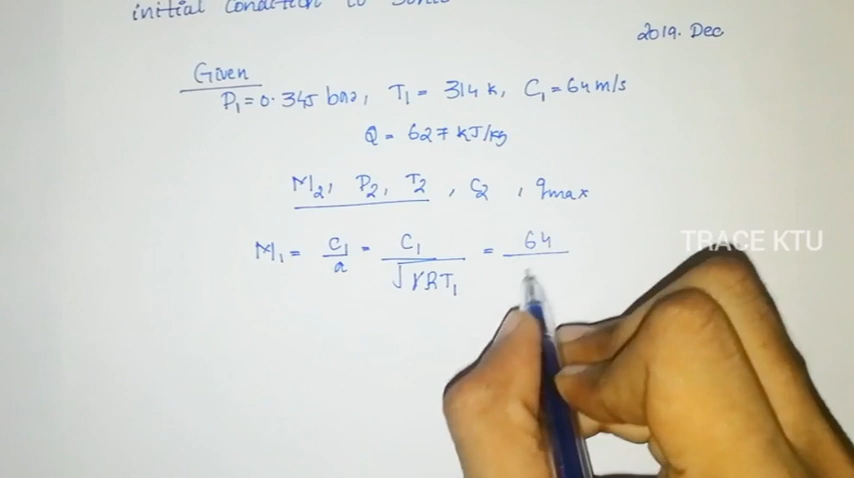 initial Condition to Sonic
2019. Dec
Given
P₁ = 0.345 bar, T₁ = 314 k, C₁ = 64 m/s
Q = 627 kJ/kg
M₂, P₂, T₂, C₂, qmax
M₁ = C₁/a = C₁/√γRT₁ = 64
TRACE KTU